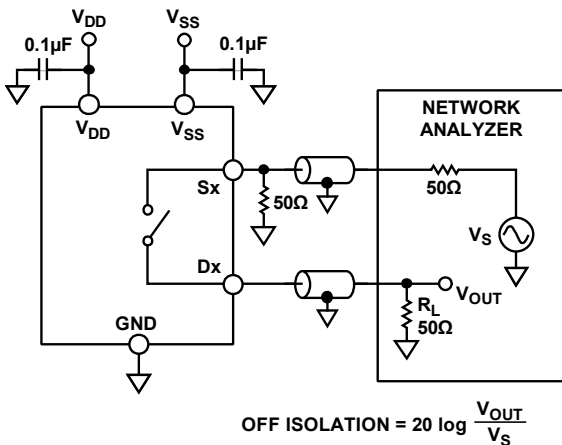 VDD
VSS
0.1µF
0.1µF
VDD
VSS
NETWORK
ANALYZER
Sx
50Ω
50Ω
VS
Dx
VOUT
RL
50Ω
GND
OFF ISOLATION = 20 log VOUT
VS